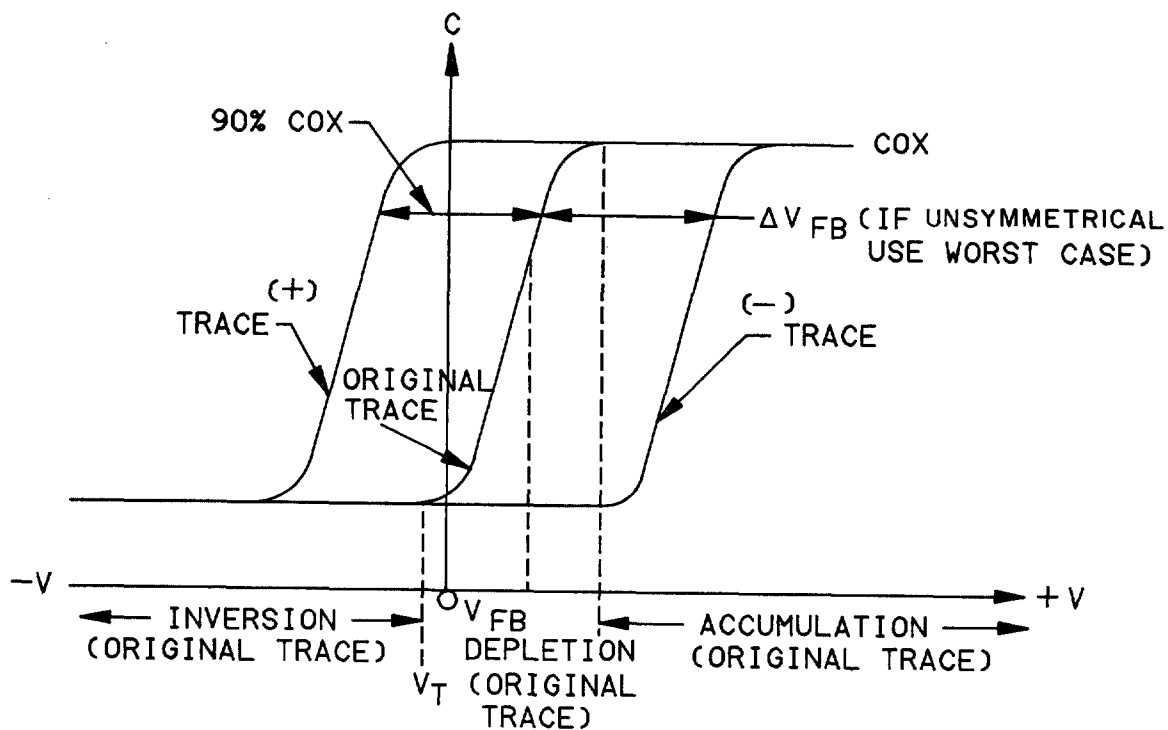 C
90% COX
COX
ΔV FB (IF UNSYMMETRICAL
USE WORST CASE)
(+)
TRACE
(-)
TRACE
ORIGINAL
TRACE
-V
+V
O
V FB
INVERSION
(ORIGINAL TRACE)
VT
DEPLETION
(ORIGINAL
TRACE)
ACCUMULATION
(ORIGINAL TRACE)